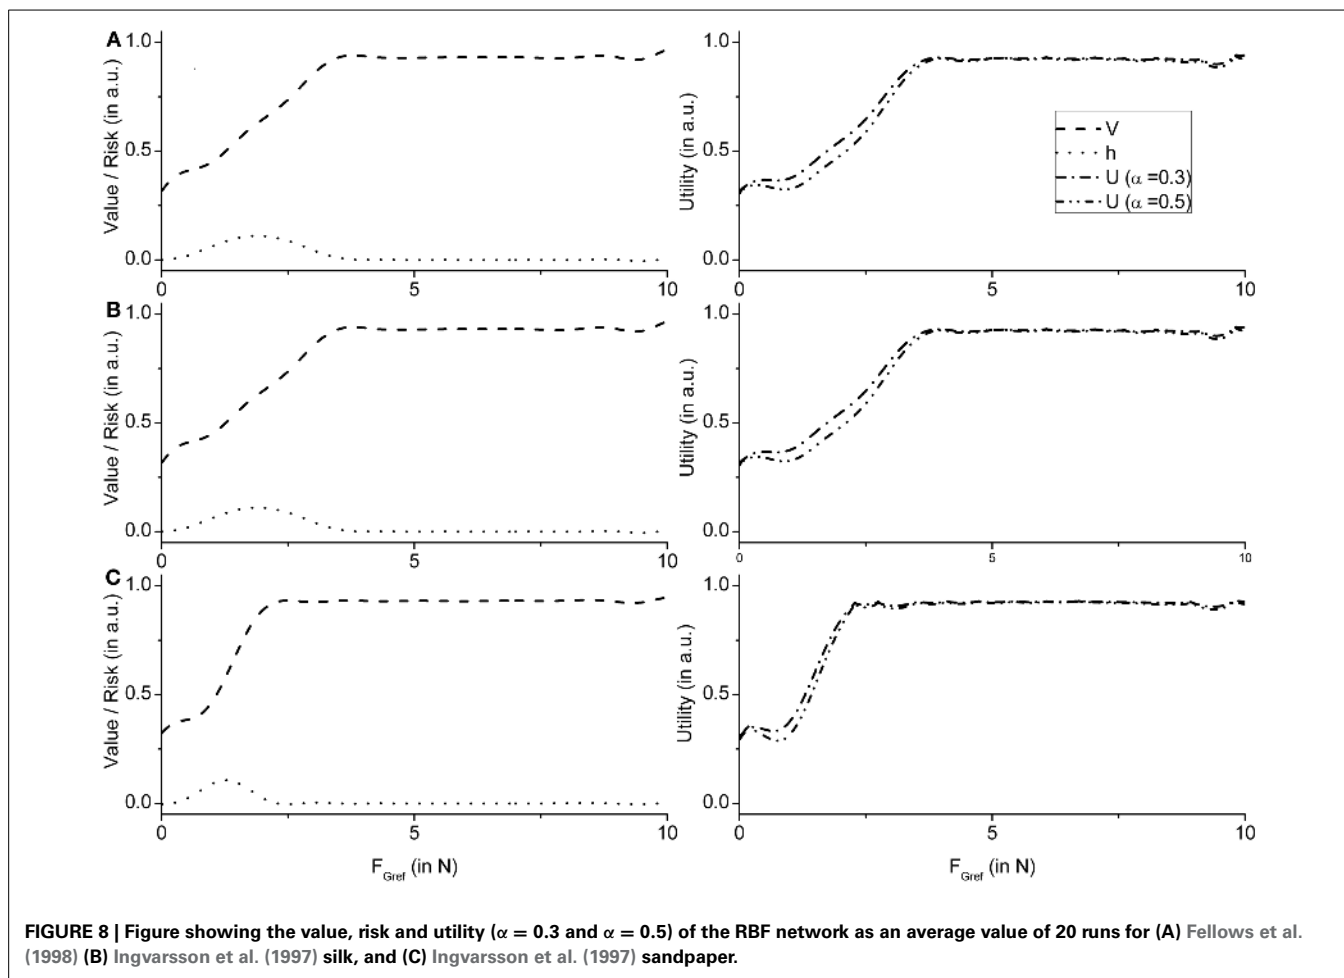 A
1.0
0.5
0.0
Value / Risk (in a.u.)
0
5
10
1.0
0.5
0.0
Utility (in a.u.)
0
5
10
V
h
U (α =0.3)
U (α =0.5)
B
1.0
0.5
0.0
Value / Risk (in a.u.)
0
5
10
1.0
0.5
0.0
Utility (in a.u.)
0
5
10
C
1.0
0.5
0.0
Value / Risk (in a.u.)
0
5
10
F_Gref (in N)
1.0
0.5
0.0
Utility (in a.u.)
0
5
10
F_Gref (in N)
FIGURE 8 | Figure showing the value, risk and utility (α = 0.3 and α = 0.5) of the RBF network as an average value of 20 runs for (A) Fellows et al.
(1998) (B) Ingvarsson et al. (1997) silk, and (C) Ingvarsson et al. (1997) sandpaper.